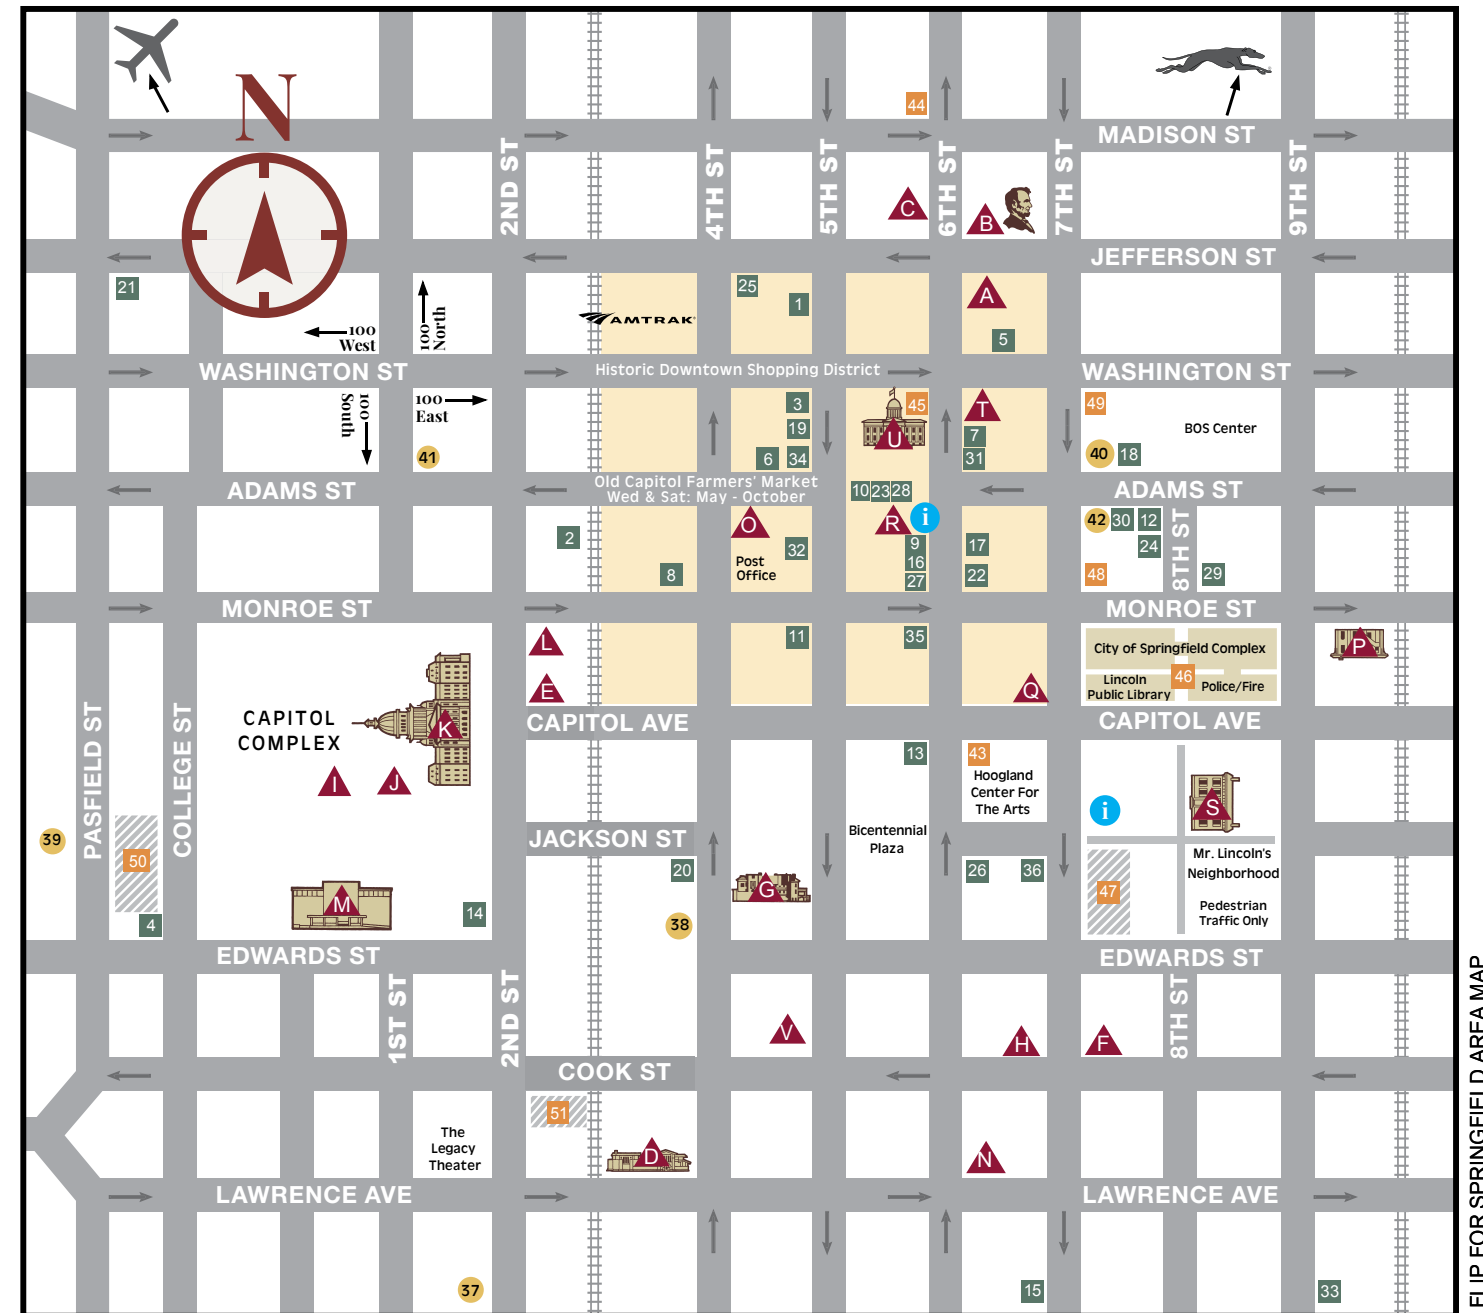 N
44
MADISON ST
2ND ST
4TH ST
5TH ST
6TH ST
7TH ST
9TH ST
C
B
JEFFERSON ST
21
25
1
A
5
AMTRAK
100
West
100
North
WASHINGTON ST
Historic Downtown Shopping District
WASHINGTON ST
100
South
100
East
41
3
19
6
34
U
45
T
7
31
49
BOS Center
40
18
ADAMS ST
Old Capitol Farmers' Market
Wed & Sat: May - October
10
23
28
ADAMS ST
2
8
O
Post
Office
32
R
i
9
16
27
17
22
42
30
12
24
48
8TH ST
29
MONROE ST
MONROE ST
L
E
11
35
Q
City of Springfield Complex
46
Lincoln
Public Library
Police/Fire
P
CAPITOL AVE
CAPITOL AVE
PASFIELD ST
COLLEGE ST
CAPITOL
COMPLEX
K
I
J
13
43
Hoogland
Center For
The Arts
i
S
39
50
4
JACKSON ST
Bicentennial
Plaza
Mr. Lincoln's
Neighborhood
Pedestrian
Traffic Only
20
G
26
36
47
M
14
38
EDWARDS ST
EDWARDS ST
1ST ST
2ND ST
8TH ST
V
H
F
COOK ST
51
The
Legacy
Theater
D
N
LAWRENCE AVE
LAWRENCE AVE
37
15
33
FLIP FOR SPRINGFIELD AREA MAP